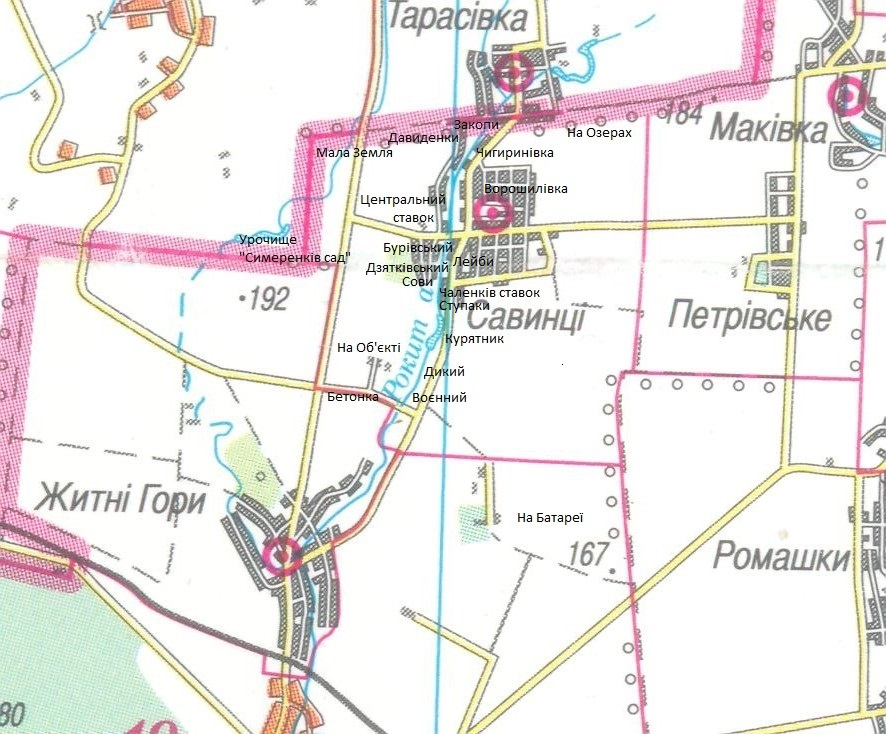 Тарасівка
Закопи
184
Давиденки
На Озерах
Маківка
Мала Земля
Чигиринівка
Ворошилівка
Центральний
ставок
Урочище
"Симеренків сад"
Бурівський
Лейби
Дзятківський
Сови
192
Чаленків ставок
Ступаки
Савинці
Петрівське
Курятник
На Об'єкті
Рокита
Дикий
Бетонка
Воєнний
Житні Гори
На Батареї
167
Ромашки
80